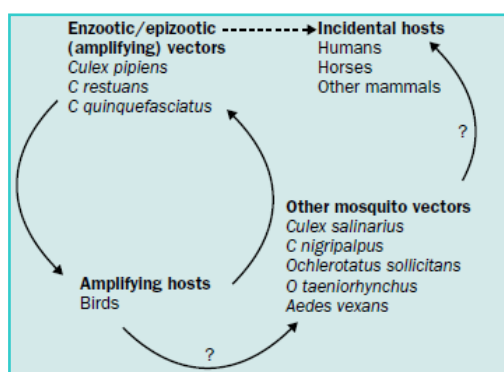 Enzootic/epizootic
(amplifying) vectors
Culex pipiens
C restuans
C quinquefasciatus
Incidental hosts
Humans
Horses
Other mammals
?
Other mosquito vectors
Culex salinarius
C nigripalpus
Ochlerotatus sollicitans
O taeniorhynchus
Aedes vexans
Amplifying hosts
Birds
?